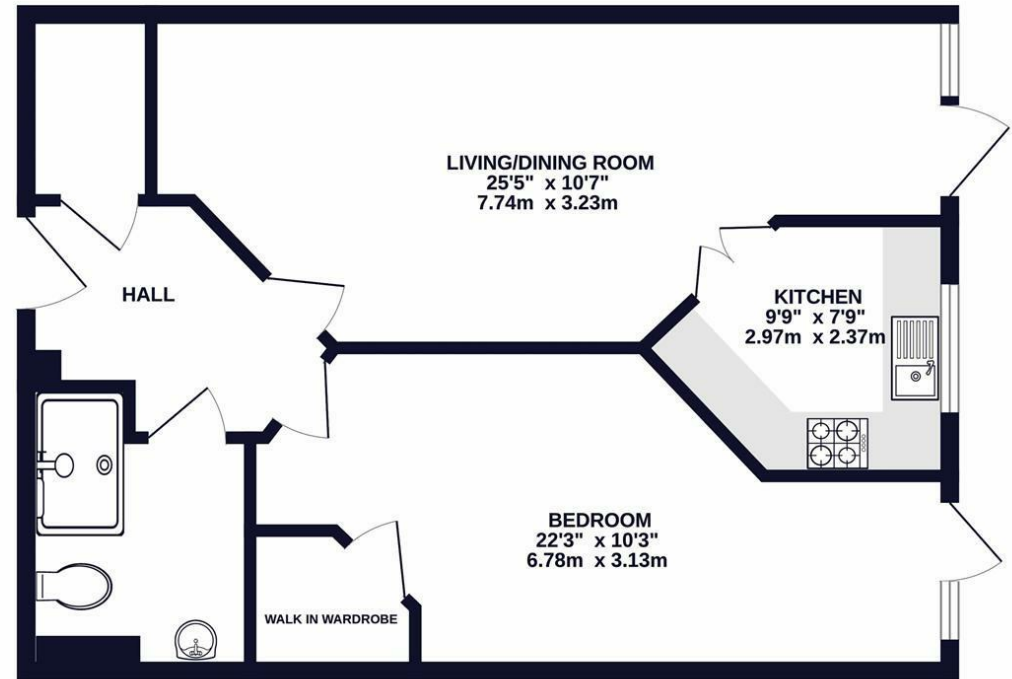 LIVING/DINING ROOM
25'5" x 10'7"
7.74m x 3.23m
HALL
KITCHEN
9'9" x 7'9"
2.97m x 2.37m
BEDROOM
22'3" x 10'3"
6.78m x 3.13m
WALK IN WARDROBE